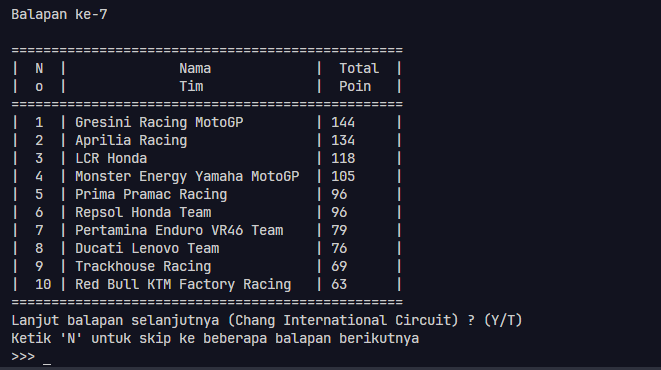 Balapan ke-7
=================================================
|  N  |              Nama             |  Total  |
|  o  |              Tim              |  Poin   |
=================================================
|  1  | Gresini Racing MotoGP         | 144     |
|  2  | Aprilia Racing                | 134     |
|  3  | LCR Honda                     | 118     |
|  4  | Monster Energy Yamaha MotoGP  | 105     |
|  5  | Prima Pramac Racing           | 96      |
|  6  | Repsol Honda Team             | 96      |
|  7  | Pertamina Enduro VR46 Team    | 79      |
|  8  | Ducati Lenovo Team            | 76      |
|  9  | Trackhouse Racing             | 69      |
|  10 | Red Bull KTM Factory Racing   | 63      |
=================================================
Lanjut balapan selanjutnya (Chang International Circuit) ? (Y/T)
Ketik 'N' untuk skip ke beberapa balapan berikutnya
>>> _